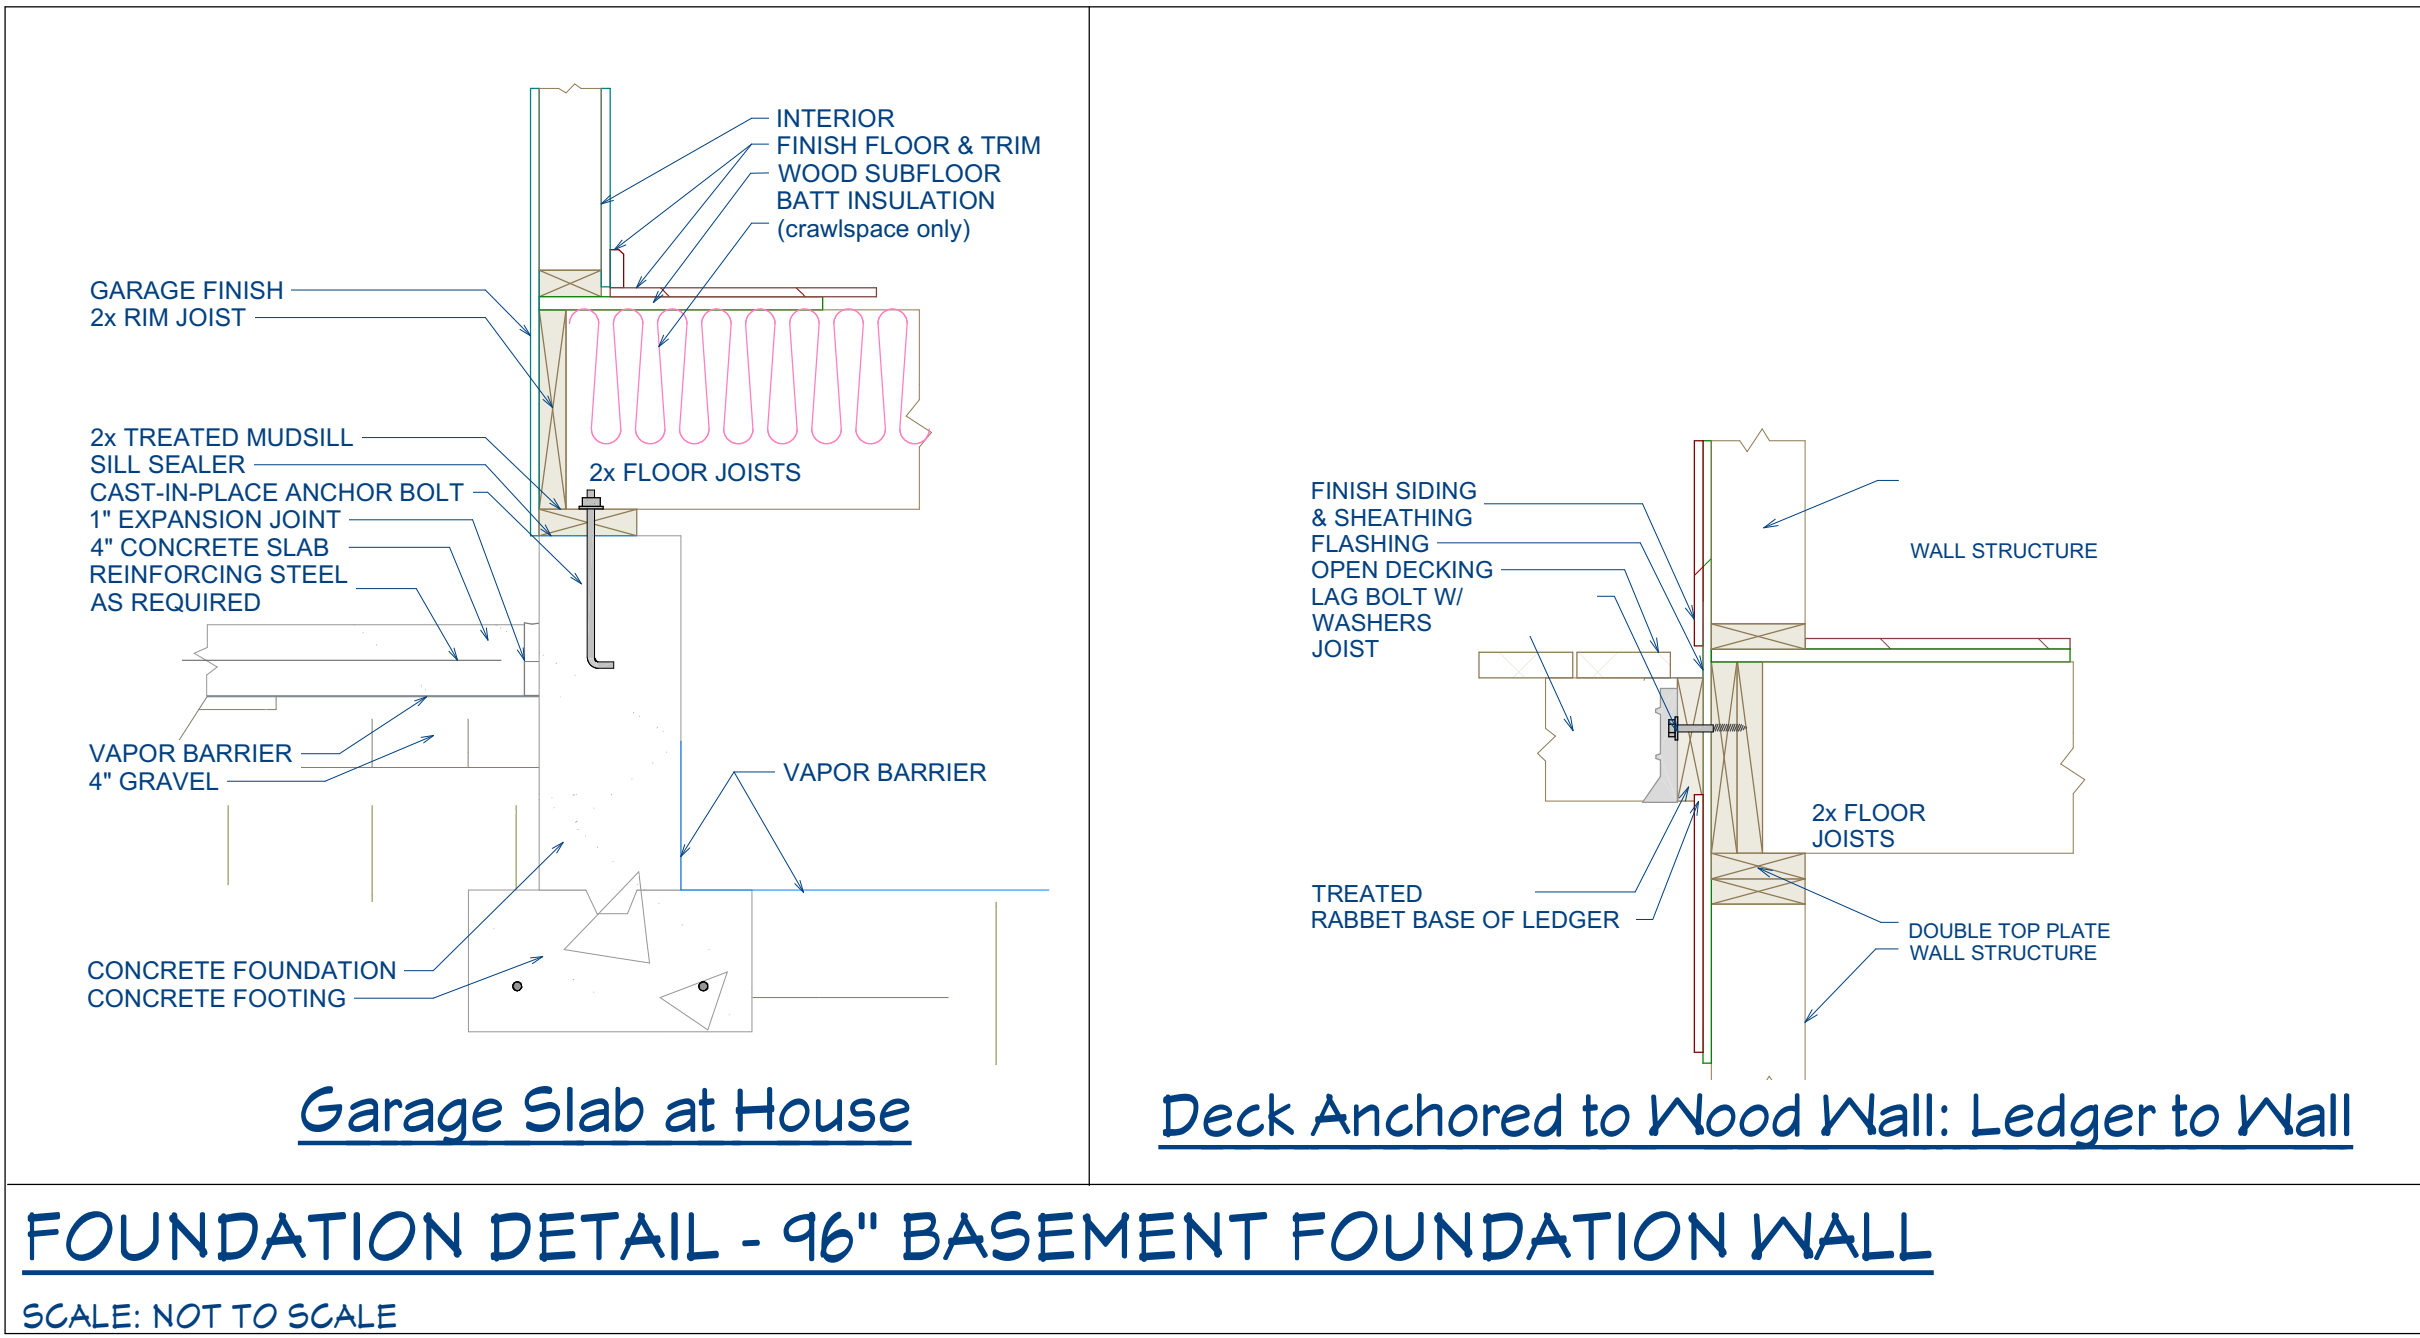 INTERIOR
FINISH FLOOR & TRIM
WOOD SUBFLOOR
BATT INSULATION
(crawlspace only)
GARAGE FINISH
2x RIM JOIST
2x TREATED MUDSILL
SILL SEALER
CAST-IN-PLACE ANCHOR BOLT
1" EXPANSION JOINT
4" CONCRETE SLAB
REINFORCING STEEL
AS REQUIRED
2x FLOOR JOISTS
VAPOR BARRIER
4" GRAVEL
VAPOR BARRIER
CONCRETE FOUNDATION
CONCRETE FOOTING
Garage Slab at House
FINISH SIDING
& SHEATHING
FLASHING
OPEN DECKING
LAG BOLT W/
WASHERS
JOIST
WALL STRUCTURE
2x FLOOR
JOISTS
TREATED
RABBET BASE OF LEDGER
DOUBLE TOP PLATE
WALL STRUCTURE
Deck Anchored to Wood Wall: Ledger to Wall
FOUNDATION DETAIL - 96" BASEMENT FOUNDATION WALL
SCALE: NOT TO SCALE